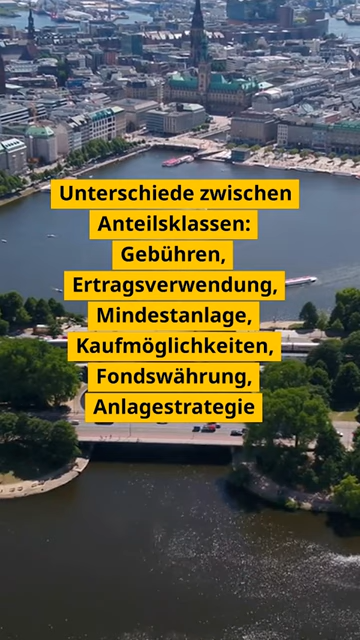 Unterschiede zwischen
Anteilsklassen:
Gebühren,
Ertragsverwendung,
Mindestanlage,
Kaufmöglichkeiten,
Fondswährung,
Anlagestrategie